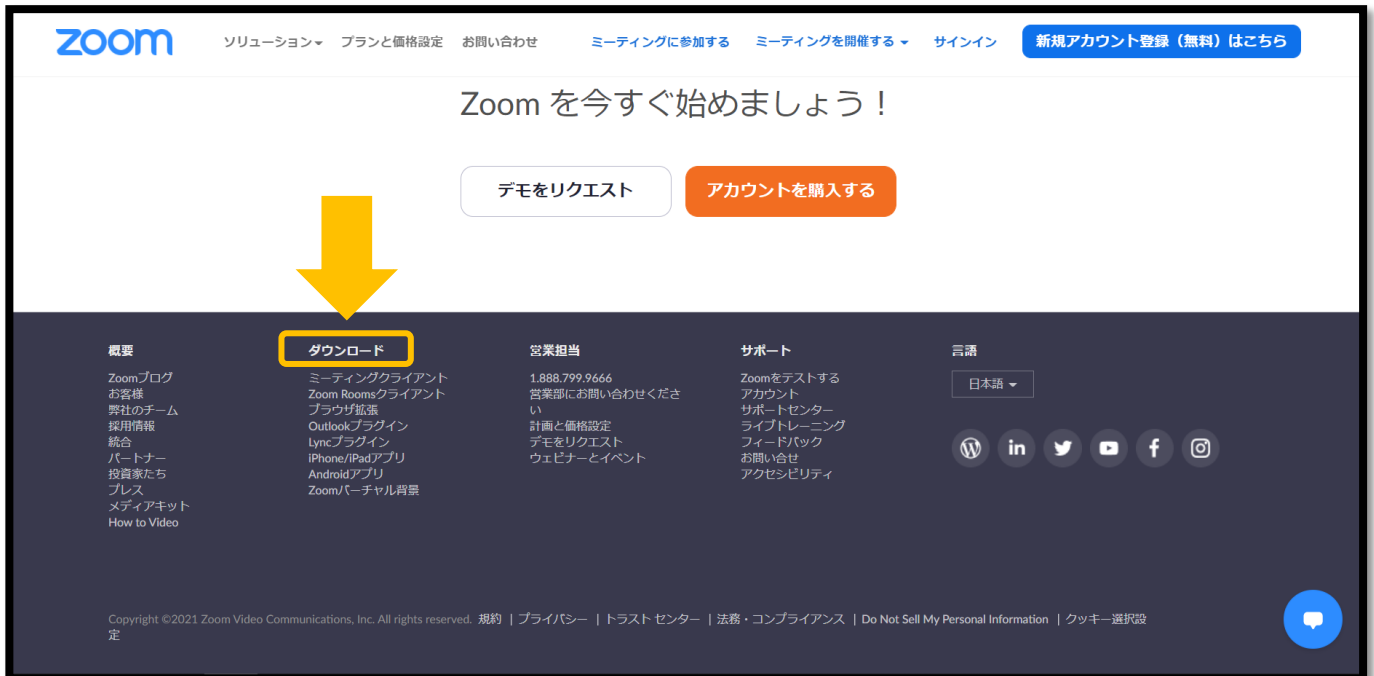 zoom ソリューション プランと価格設定 お問い合わせ ミーティングに参加する ミーティングを開催する サインイン 新規アカウント登録（無料）はこちら
Zoom を今すぐ始めましょう！
デモをリクエスト アカウントを購入する
概要
Zoomブログ
お客様
弊社のチーム
採用情報
統合
パートナー
投資家たち
プレス
メディアキット
How to Video
ダウンロード
ミーティングクライアント
Zoom Roomsクライアント
ブラウザ拡張
Outlookプラグイン
Lyncプラグイン
iPhone/iPadアプリ
Androidアプリ
Zoomバーチャル背景
営業担当
1.888.799.9666
営業部にお問い合わせくださ
い
計画と価格設定
デモをリクエスト
ウェビナーとイベント
サポート
Zoomをテストする
アカウント
サポートセンター
ライブトレーニング
フィードバック
お問い合せ
アクセシビリティ
言語
日本語
in
f
Copyright ©2021 Zoom Video Communications, Inc. All rights reserved. 規約 | プライバシー | トラスト センター | 法務・コンプライアンス | Do Not Sell My Personal Information | クッキー選択設
定